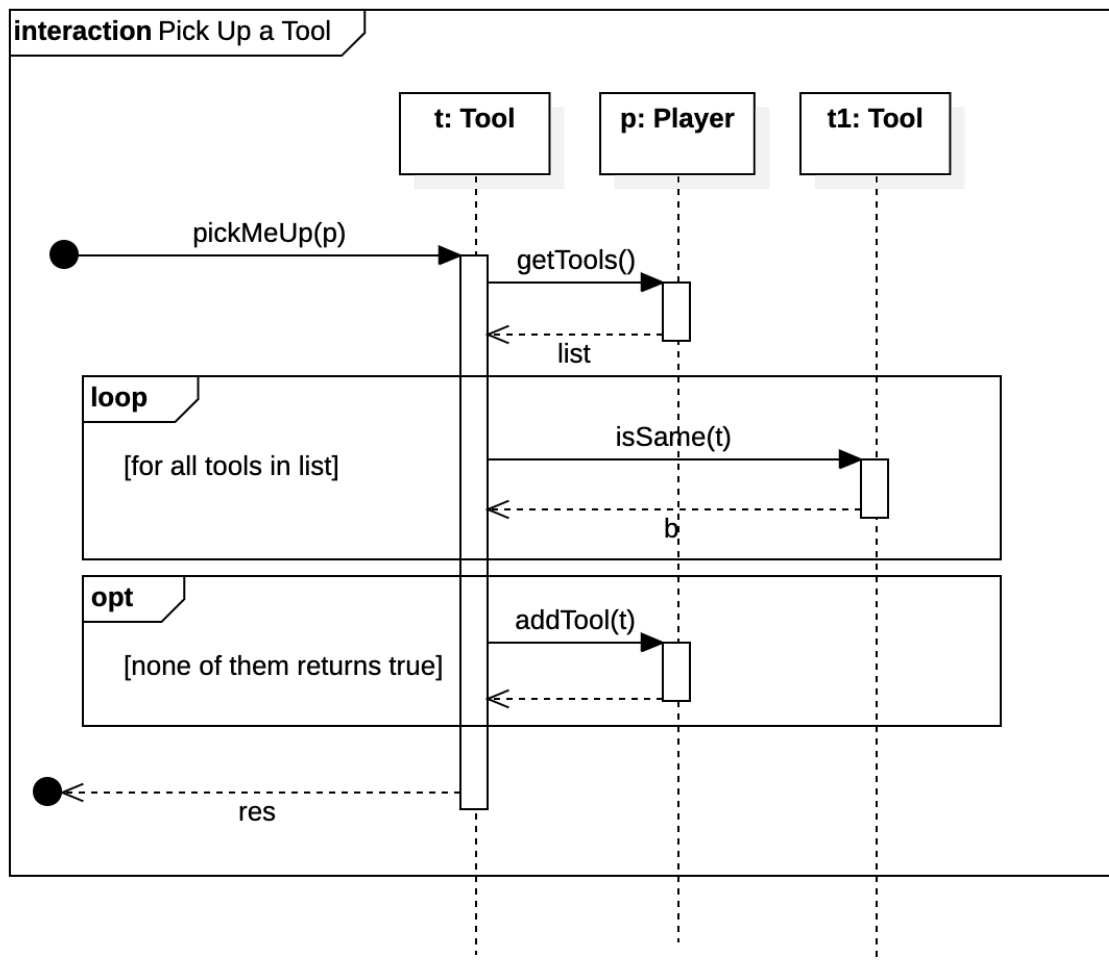 interaction Pick Up a Tool
t: Tool
p: Player
t1: Tool
pickMeUp(p)
getTools()
list
loop
[for all tools in list]
isSame(t)
b
opt
[none of them returns true]
addTool(t)
res